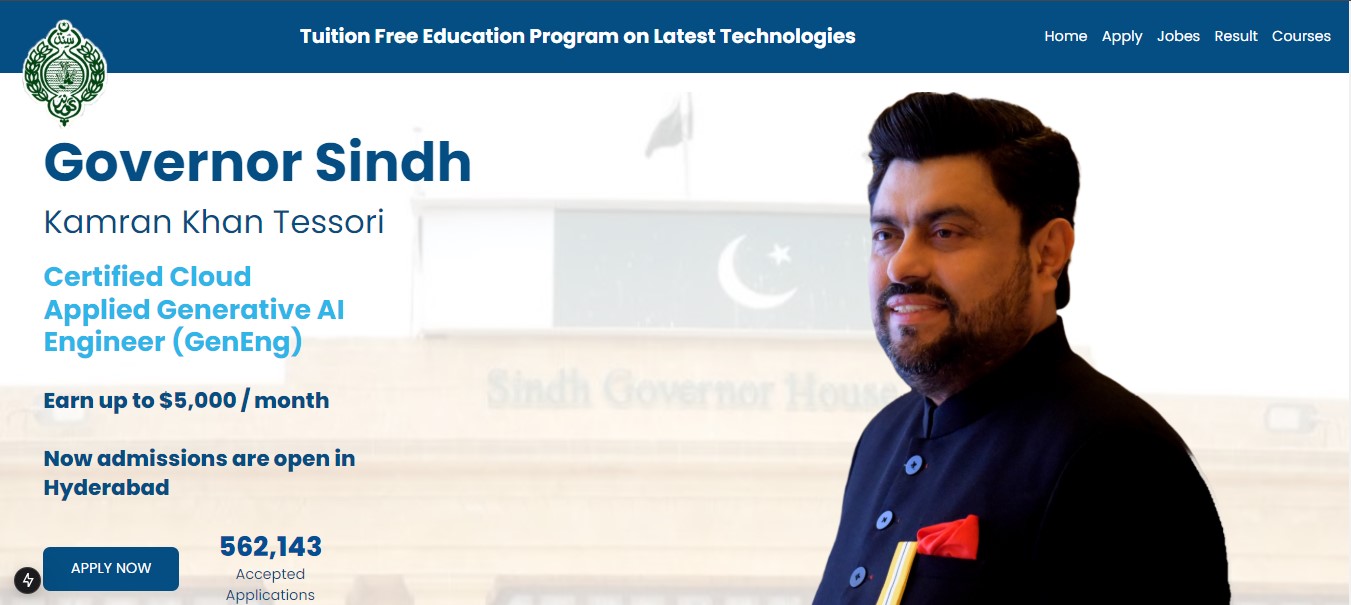 Tuition Free Education Program on Latest Technologies
Home Apply Jobes Result Courses
Governor Sindh
Kamran Khan Tessori
Certified Cloud
Applied Generative AI
Engineer (GenEng)
Earn up to $5,000 / month
Now admissions are open in
Hyderabad
Sindh Governor House
APPLY NOW
562,143
Accepted
Applications